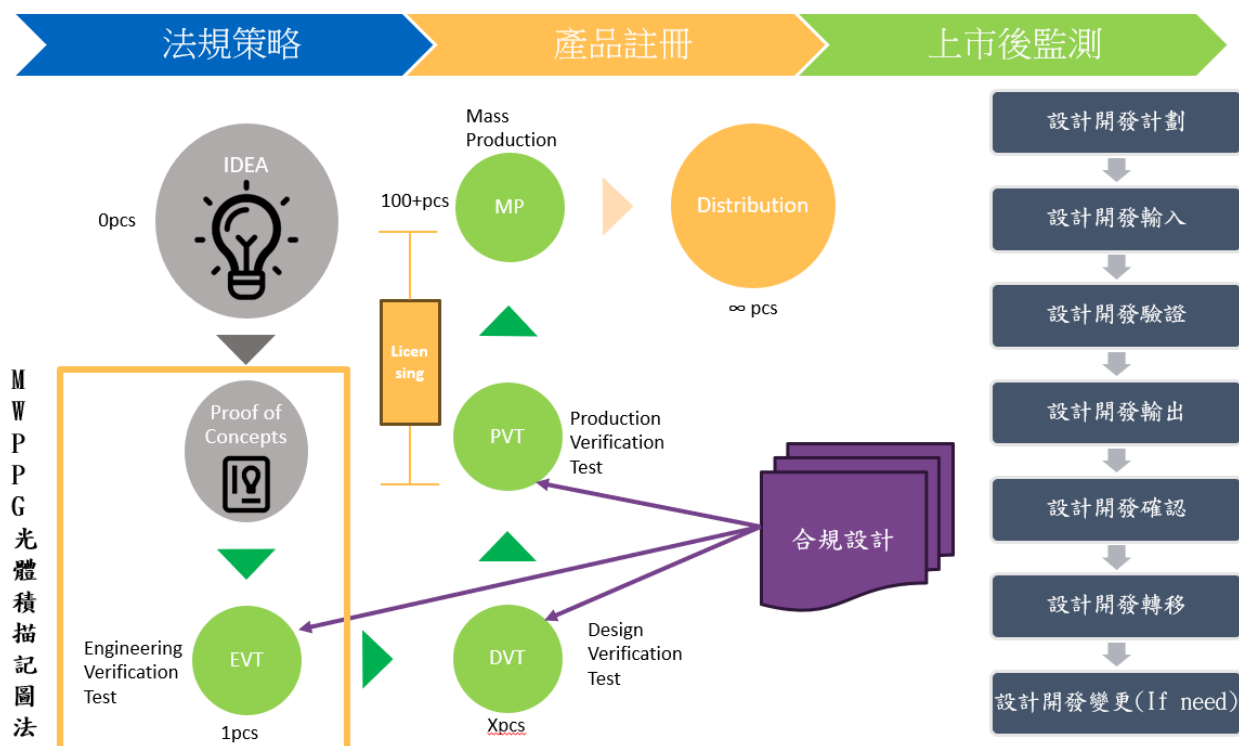 法規策略
產品註冊
上市後監測
IDEA
0pcs
Proof of
Concepts
EVT
Engineering
Verification
Test
1pcs
MWPPG光體積描記圖法
Mass
Production
100+pcs
MP
Licen
sing
PVT
Production
Verification
Test
DVT
Design
Verification
Test
Xpcs
Distribution
∞ pcs
合規設計
設計開發計劃
設計開發輸入
設計開發驗證
設計開發輸出
設計開發確認
設計開發轉移
設計開發變更(If need)